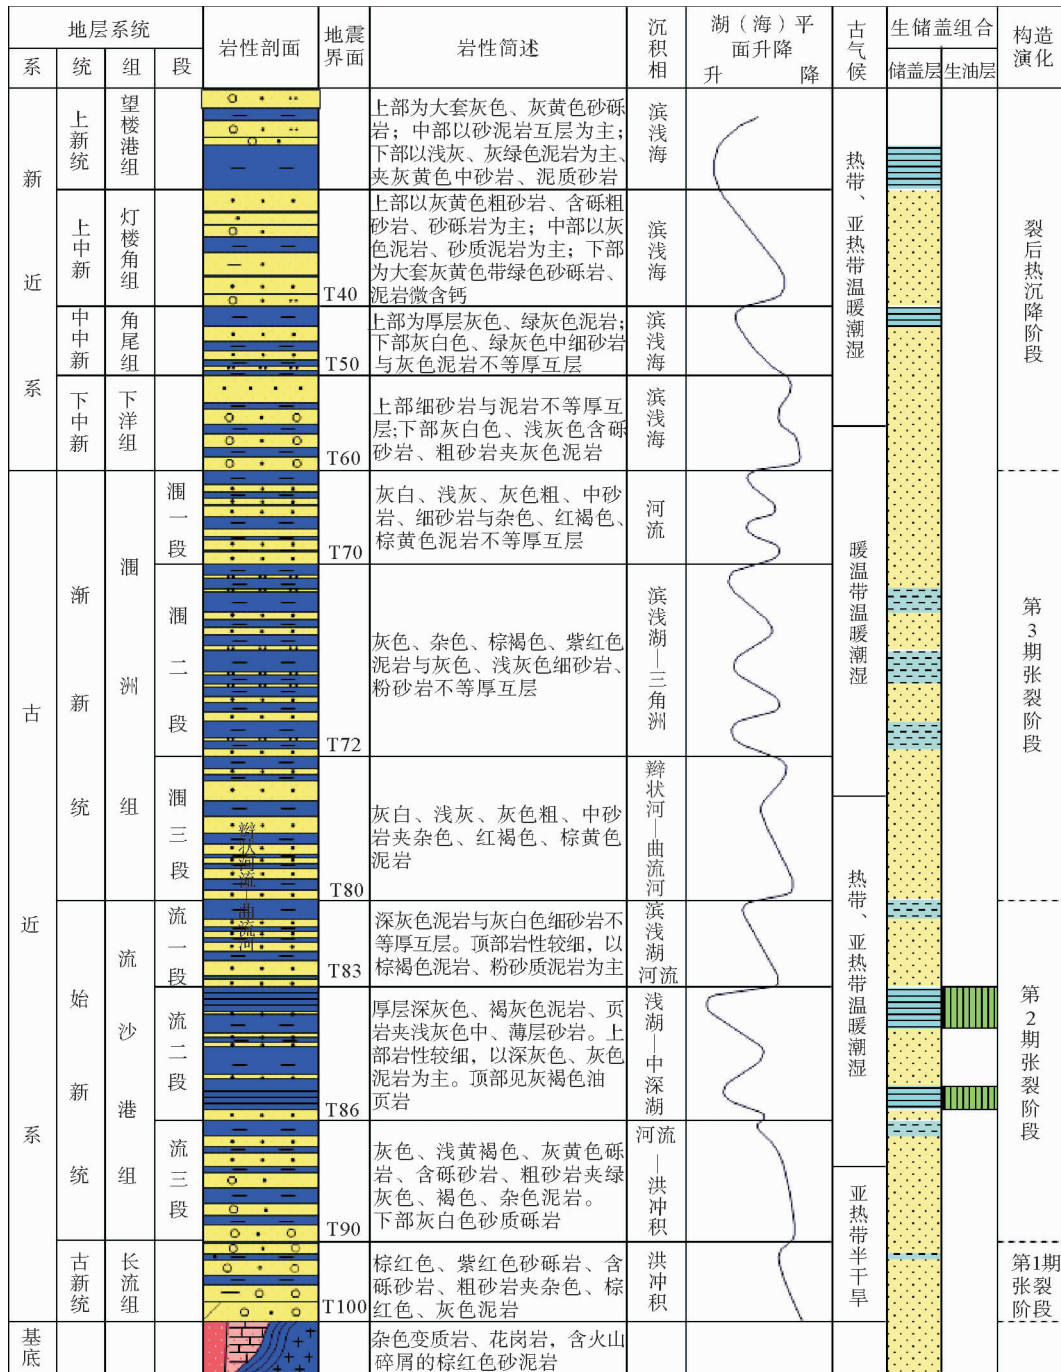 地层系统
系
统
组
段
岩性剖面
地震
界面
岩性简述
沉积相
湖（海）平
面升降
升
降
古气候
生储盖组合
储盖层
生油层
构造
演化
新近系
上新统
望楼港组
上部为大套灰色、灰黄色砂砾
岩；中部以砂泥岩互层为主；
下部以浅灰、灰绿色泥岩为主、
夹灰黄色中砂岩、泥质砂岩
滨浅海
热带、亚热带温暖潮湿
裂后热沉降阶段
上中新
灯楼角组
T40
上部以灰黄色粗砂岩、含砾粗
砂岩、砂砾岩为主；中部以灰
色泥岩、砂质泥岩为主；下部
为大套灰黄色带绿色砂砾岩、
泥岩微含钙
滨浅海
中中新
角尾组
T50
上部为厚层灰色、绿灰色泥岩；
下部灰白色、绿灰色中细砂岩
与灰色泥岩不等厚互层
滨浅海
下中新
下洋组
T60
上部细砂岩与泥岩不等厚互
层;下部灰白色、浅灰色含砾
砂岩、粗砂岩夹灰色泥岩
滨浅海
古近系
渐新统
涠洲组
涠一段
T70
灰白、浅灰、灰色粗、中砂
岩、细砂岩与杂色、红褐色、
棕黄色泥岩不等厚互层
河流
暖温带温暖潮湿
第3期张裂阶段
涠二段
T72
灰色、杂色、棕褐色、紫红色
泥岩与灰色、浅灰色细砂岩、
粉砂岩不等厚互层
滨浅湖—三角洲
涠三段
辫状河流—曲流河
T80
灰白、浅灰、灰色粗、中砂
岩夹杂色、红褐色、棕黄色
泥岩
辫状河—曲流河
热带、亚热带温暖潮湿
始新统
流沙港组
流一段
T83
深灰色泥岩与灰白色细砂岩不
等厚互层。顶部岩性较细，以
棕褐色泥岩、粉砂质泥岩为主
滨浅湖
河流
第2期张裂阶段
流二段
T86
厚层深灰色、褐灰色泥岩、页
岩夹浅灰色中、薄层砂岩。上
部岩性较细，以深灰色、灰色
泥岩为主。顶部见灰褐色油
页岩
浅湖—中深湖
流三段
T90
灰色、浅黄褐色、灰黄色砾
岩、含砾砂岩、粗砂岩夹绿
灰色、褐色、杂色泥岩。
下部灰白色砂质砾岩
河流
—洪冲积
亚热带半干旱
古新统
长流组
T100
棕红色、紫红色砂砾岩、含
砾砂岩、粗砂岩夹杂色、棕
红色、灰色泥岩
洪冲积
第1期
张裂
阶段
基底
杂色变质岩、花岗岩，含火山
碎屑的棕红色砂泥岩